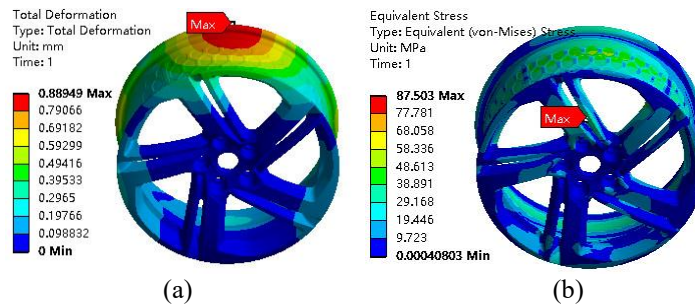 Total Deformation
Type: Total Deformation
Unit: mm
Time: 1
Max
0.88949 Max
0.79066
0.69182
0.59299
0.49416
0.39533
0.2965
0.19766
0.098832
0 Min
(a)
Equivalent Stress
Type: Equivalent (von-Mises) Stress
Unit: MPa
Time: 1
Max
87.503 Max
77.781
68.058
58.336
48.613
38.891
29.168
19.446
9.723
0.00040803 Min
(b)